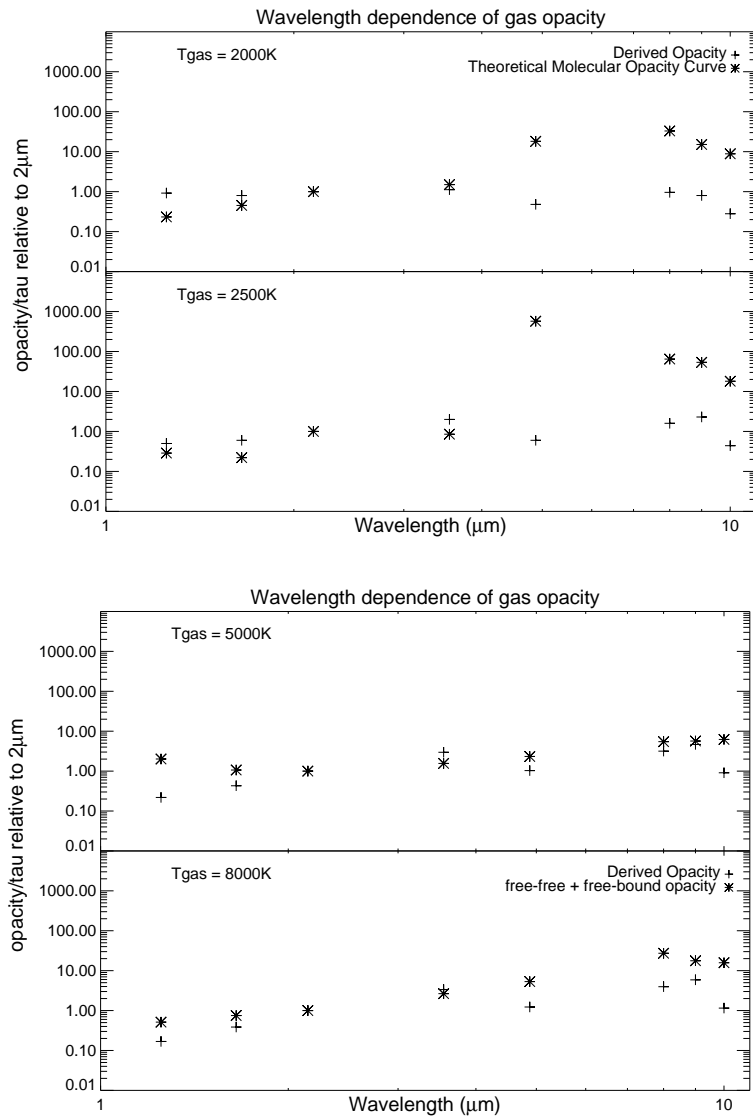 Wavelength dependence of gas opacity
Tgas = 2000K
Derived Opacity
Theoretical Molecular Opacity Curve
1000.00
100.00
10.00
1.00
0.10
0.01
opacity/tau relative to 2μm
Tgas = 2500K
1000.00
100.00
10.00
1.00
0.10
0.01
1
10
Wavelength (μm)
Wavelength dependence of gas opacity
Tgas = 5000K
1000.00
100.00
10.00
1.00
0.10
0.01
opacity/tau relative to 2μm
Tgas = 8000K
Derived Opacity
free-free + free-bound opacity
1000.00
100.00
10.00
1.00
0.10
0.01
1
10
Wavelength (μm)